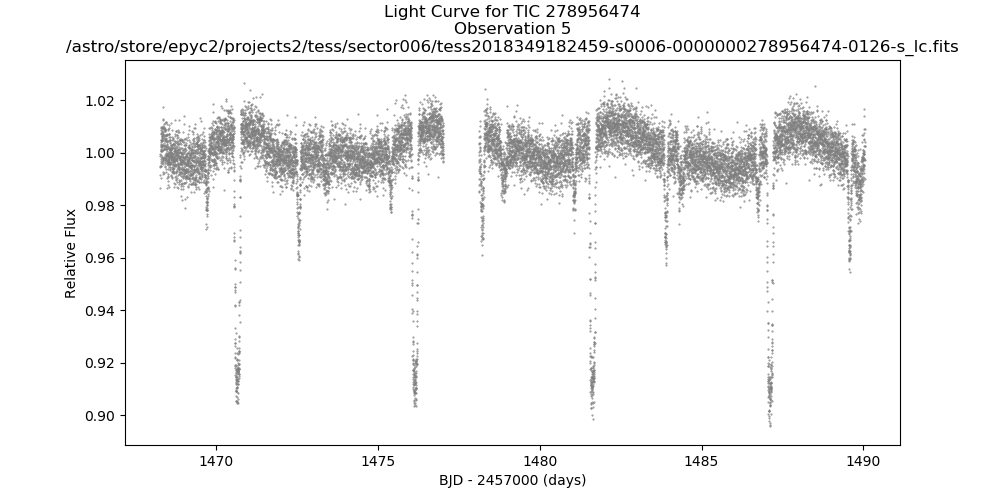 Light Curve for TIC 278956474
Observation 5
/astro/store/epyc2/projects2/tess/sector006/tess2018349182459-s0006-0000000278956474-0126-s_lc.fits
1.02
1.00
0.98
0.96
0.94
0.92
0.90
Relative Flux
1470
1475
1480
1485
1490
BJD - 2457000 (days)